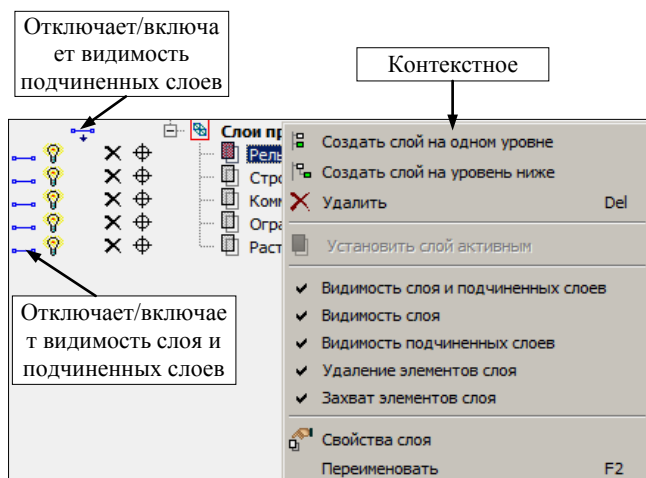 Отключает/включа
ет видимость
подчиненных слоев
Контекстное
Слои пр
Рель
Стро
Комм
Огра
Раст
Создать слой на одном уровне
Создать слой на уровень ниже
Удалить Del
Установить слой активным
Видимость слоя и подчиненных слоев
Видимость слоя
Видимость подчиненных слоев
Удаление элементов слоя
Захват элементов слоя
Свойства слоя
Переименовать F2
Отключает/включае
т видимость слоя и
подчиненных слоев